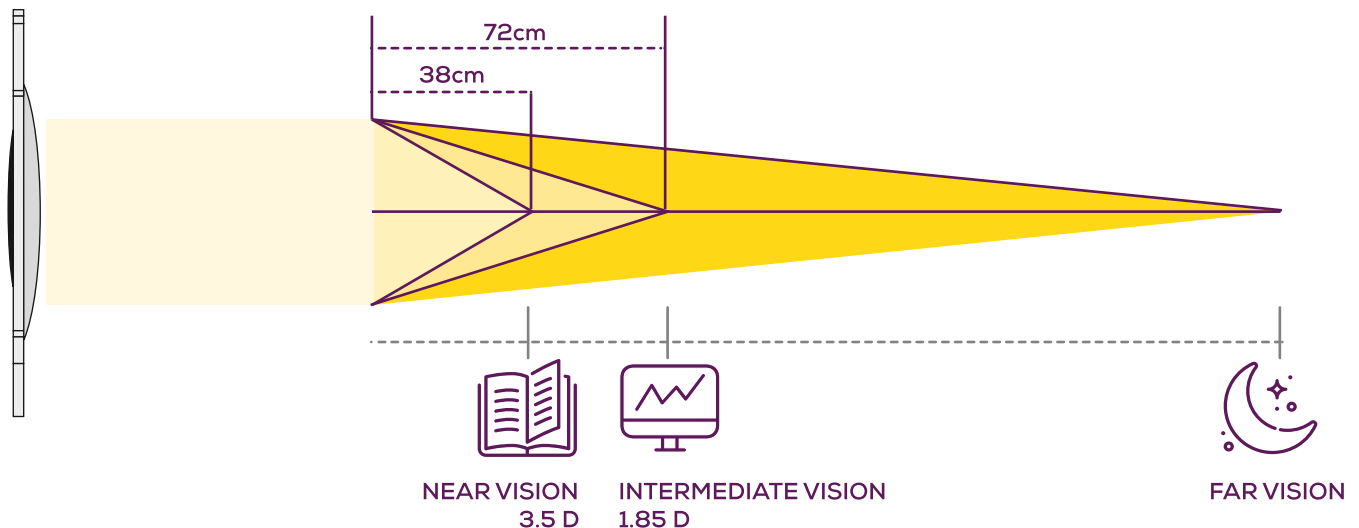 72cm
38cm
NEAR VISION
3.5 D
INTERMEDIATE VISION
1.85 D
FAR VISION